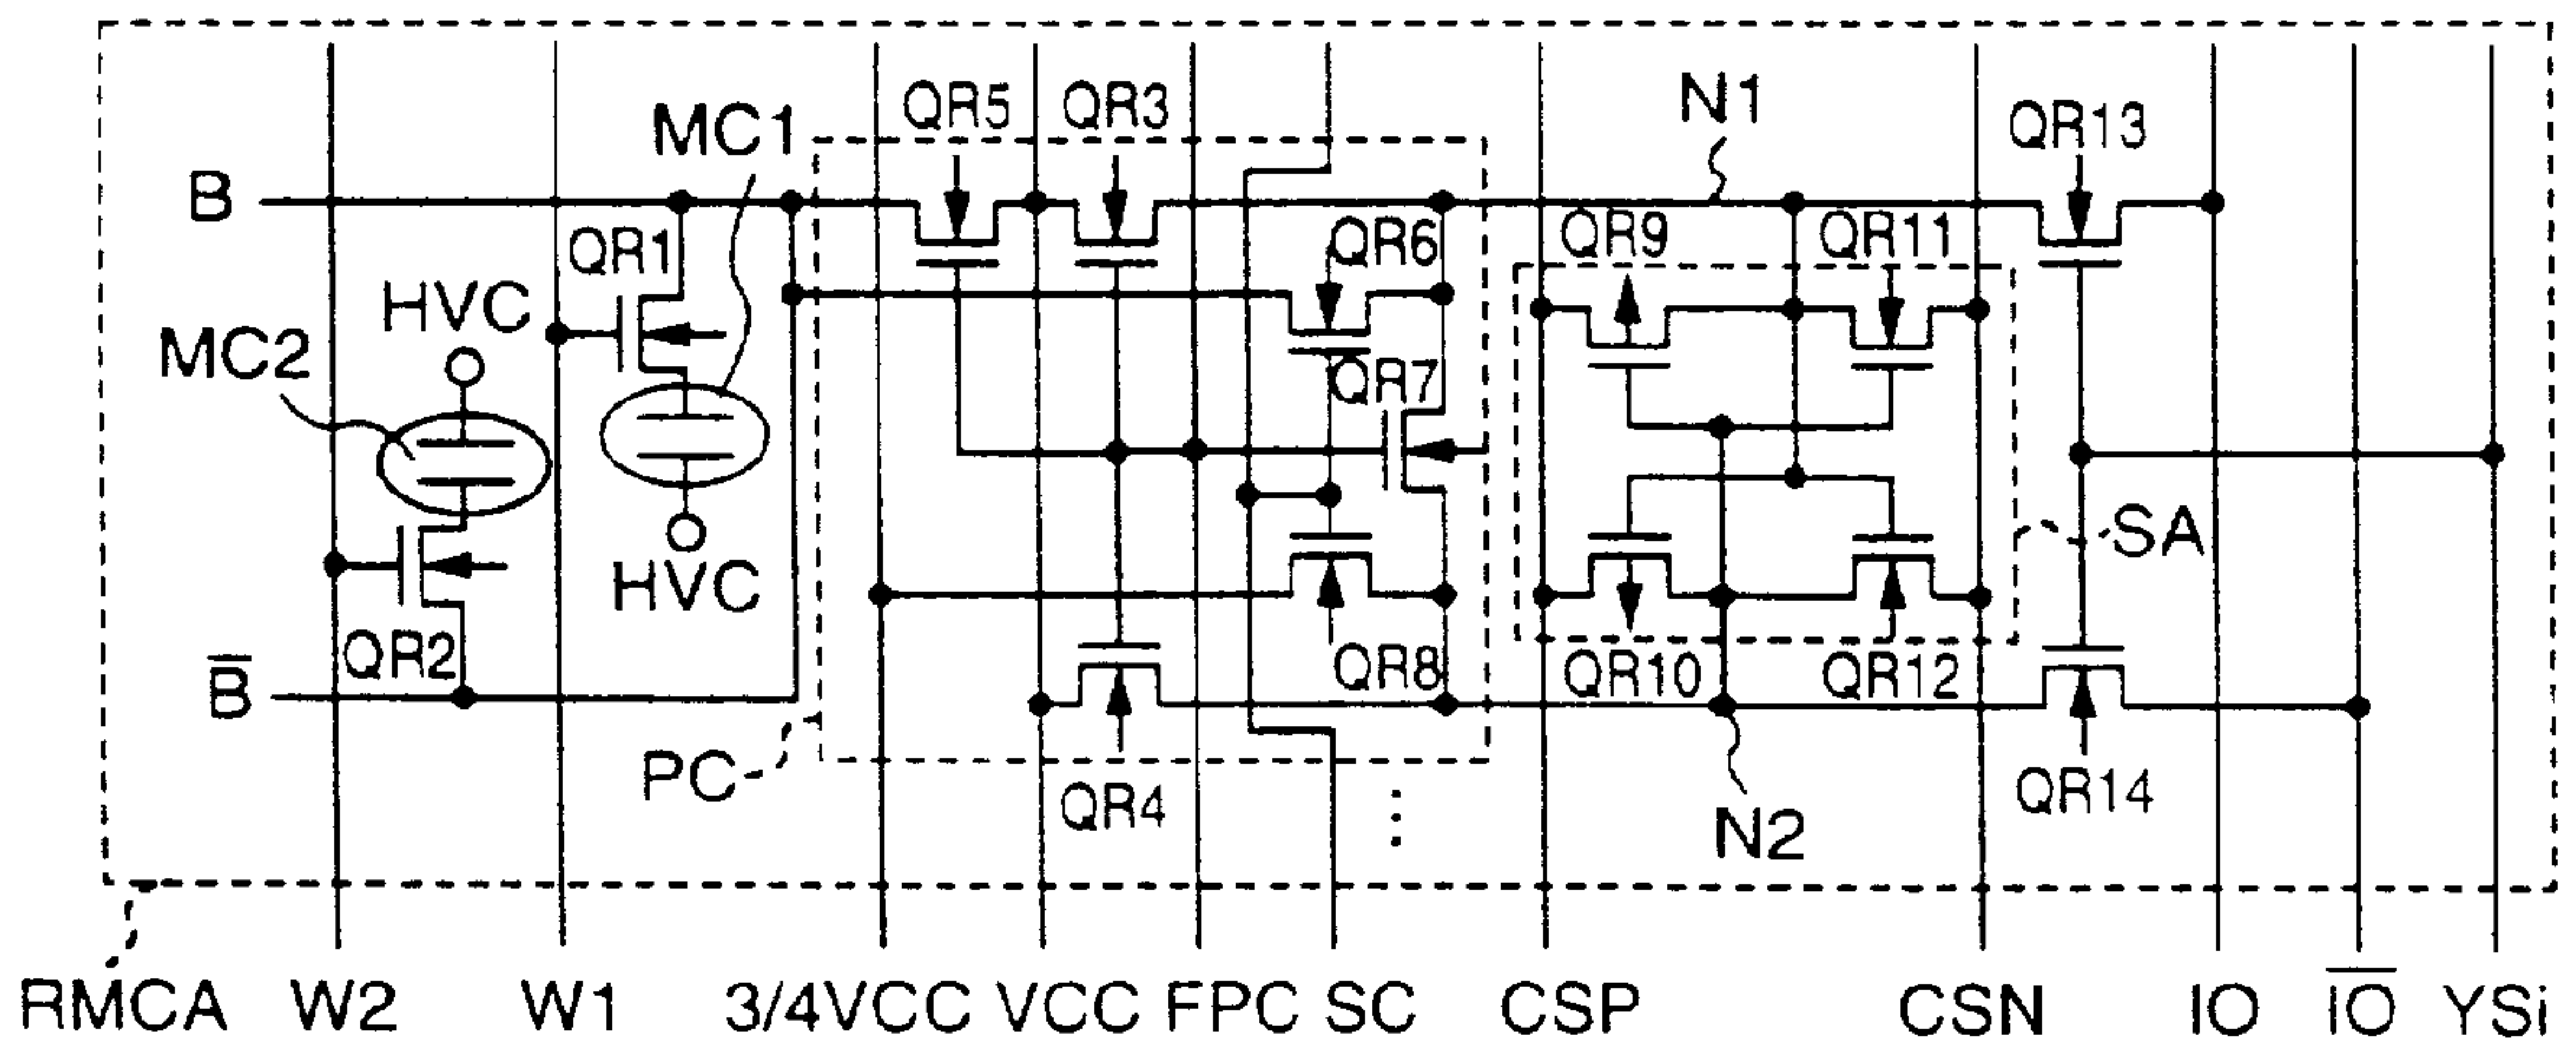 QR5 QR3 N1 QR13
MC1
B
QR1 QR6 QR9 QR11
HVC
MC2 QR7
SA
HVC
QR2 QR8 QR10 QR12
B̅
PC QR4 N2 QR14
RMCA W2 W1 3/4VCC VCC FPC SC CSP CSN IO I̅O̅ YSi